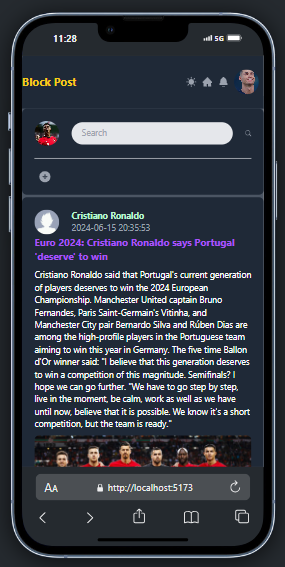 11:28
5G
Block Post
Search
Cristiano Ronaldo
2024-06-15 20:35:53
Euro 2024: Cristiano Ronaldo says Portugal
'deserve' to win
Cristiano Ronaldo said that Portugal's current generation
of players deserves to win the 2024 European
Championship. Manchester United captain Bruno
Fernandes, Paris Saint-Germain's Vitinha, and
Manchester City pair Bernardo Silva and Rúben Dias are
among the high-profile players in the Portuguese team
aiming to win this year in Germany. The five time Ballon
d'Or winner said: "I believe that this generation deserves
to win a competition of this magnitude. Semifinals? I
hope we can go further. "We have to go step by step,
live in the moment, be calm, work as well as we have
until now, believe that it is possible. We know it's a short
competition, but the team is ready."
AA http://localhost:5173